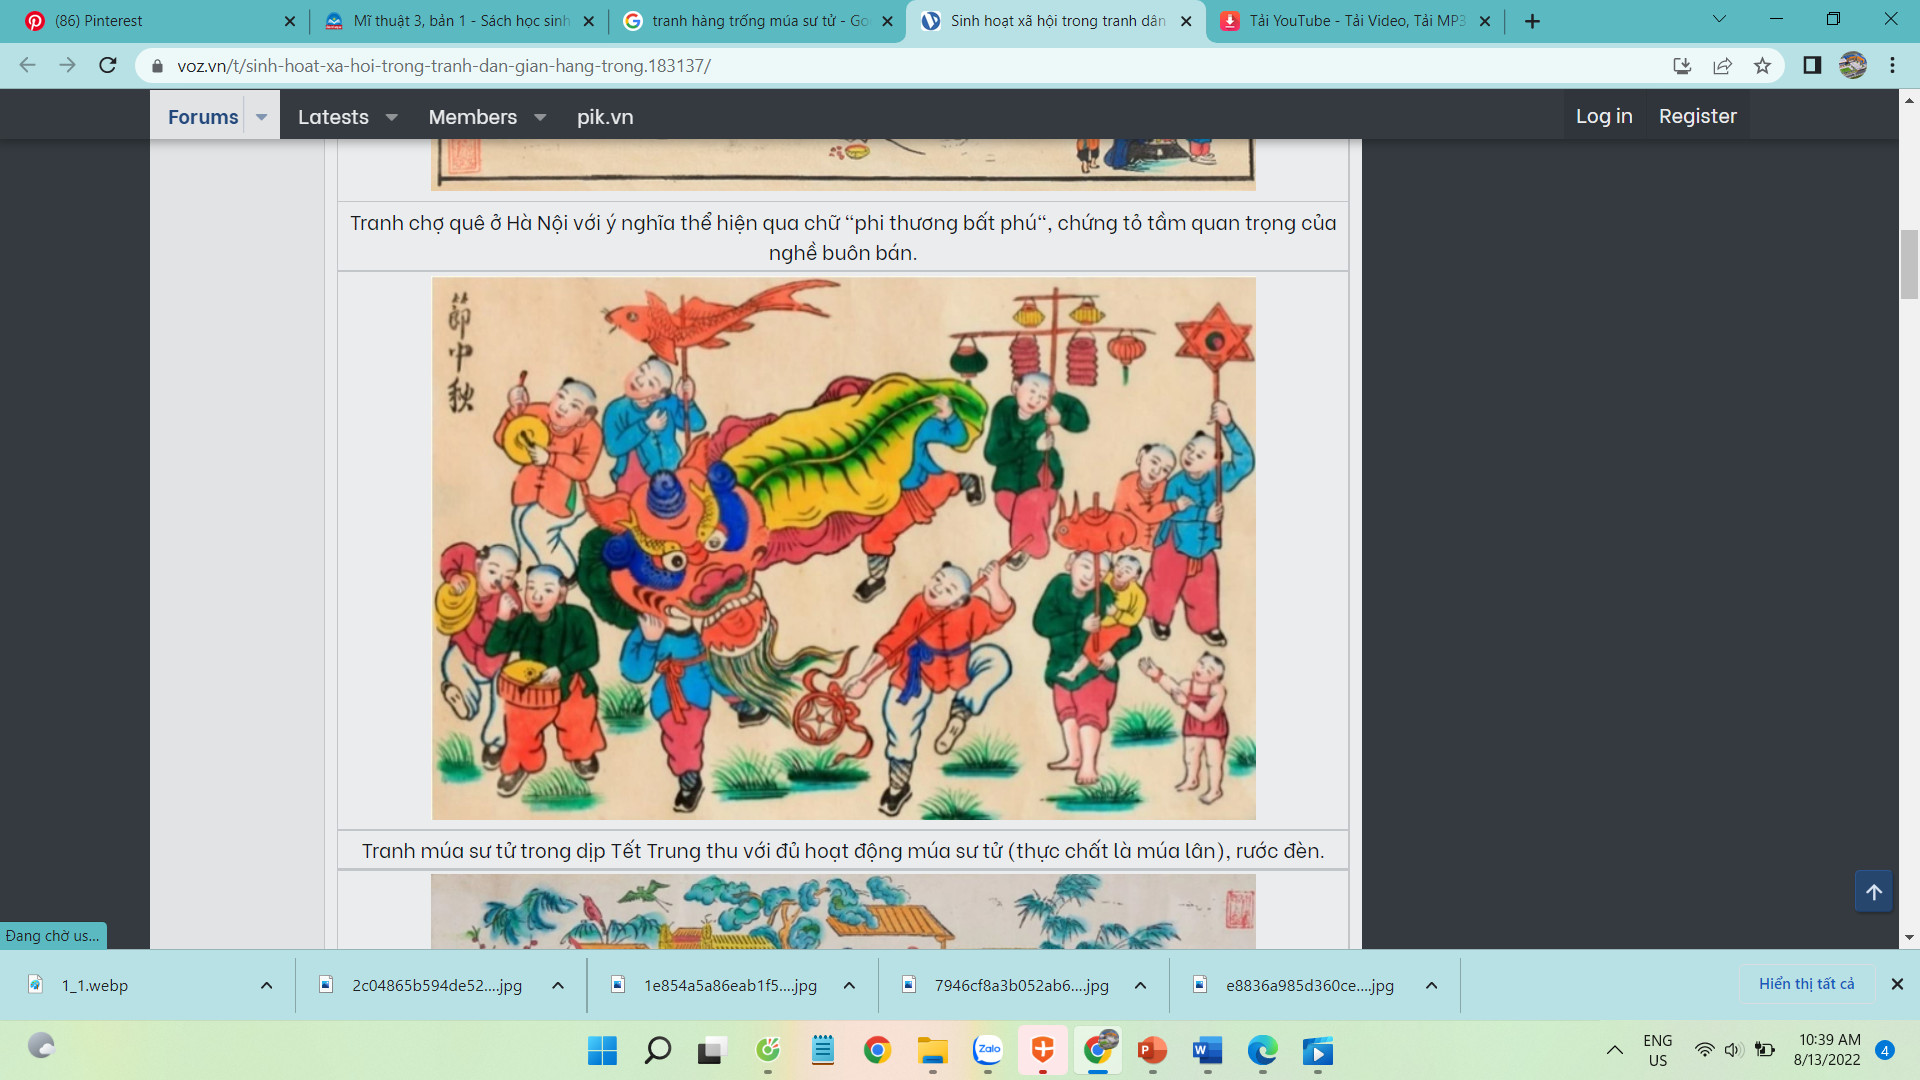 (86) Pinterest
Mĩ thuật 3, bản 1 - Sách học sinh
tranh hàng trống múa sư tử - Goo
Sinh hoạt xã hội trong tranh dân
Tải YouTube - Tải Video, Tải MP3
voz.vn/t/sinh-hoat-xa-hoi-trong-tranh-dan-gian-hang-trong.183137/
Forums
Latests
Members
pik.vn
Log in
Register
Tranh chợ quê ở Hà Nội với ý nghĩa thể hiện qua chữ “phi thương bất phú“, chứng tỏ tầm quan trọng của
nghề buôn bán.
節中秋
Tranh múa sư tử trong dịp Tết Trung thu với đủ hoạt động múa sư tử (thực chất là múa lân), rước đèn.
Đang chờ us...
1_1.webp
2c04865b594de52....jpg
1e854a5a86eab1f5....jpg
7946cf8a3b052ab6....jpg
e8836a985d360ce....jpg
Hiển thị tất cả
Zalo
P
W
ENG
US
10:39 AM
8/13/2022
4